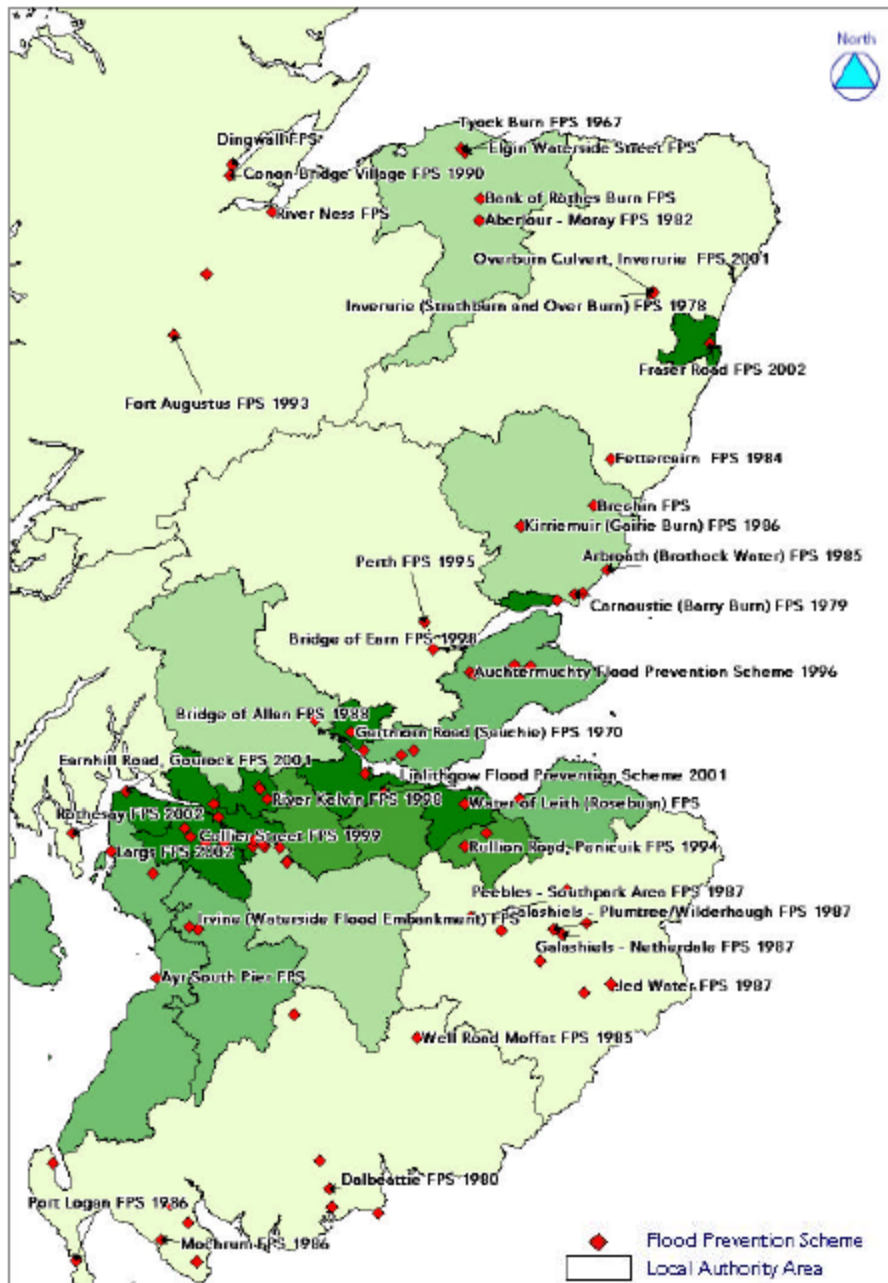 North
Tyock Burn FPS 1967
Dingwall FPS
Elgin Waterside Street FPS
Conon Bridge Village FPS 1990
Bank of Rothes Burn FPS
River Ness FPS
Aberlour - Moray FPS 1982
Overburn Culvert, Inverurie FPS 2001
Inverurie (Strathburn and Over Burn) FPS 1978
Fraser Road FPS 2002
Fort Augustus FPS 1993
Fettercairn FPS 1984
Brechin FPS
Kirriemuir (Gairie Burn) FPS 1986
Arbroath (Brothock Water) FPS 1985
Perth FPS 1995
Carnoustie (Barry Burn) FPS 1979
Bridge of Earn FPS 1998
Auchtermuchty Flood Prevention Scheme 1996
Bridge of Allan FPS 1988
Gartmorn Road (Sauchie) FPS 1970
Earnhill Road, Gourock FPS 2001
Linlithgow Flood Prevention Scheme 2001
River Kelvin FPS 1998
Water of Leith (Roseburn) FPS
Rothesay FPS 2002
Collier Street FPS 1999
Largs FPS 2002
Rullion Road, Penicuik FPS 1994
Peebles - Southpark Area FPS 1987
Galashiels - Plumtree/Wilderhaugh FPS 1987
Irvine (Waterside Flood Embankment) FPS
Galashiels - Netherdale FPS 1987
Ayr South Pier FPS
Jed Water FPS 1987
Well Road Moffat FPS 1985
Dalbeattie FPS 1980
Port Logan FPS 1986
Mochrum FPS 1986
Flood Prevention Scheme
Local Authority Area